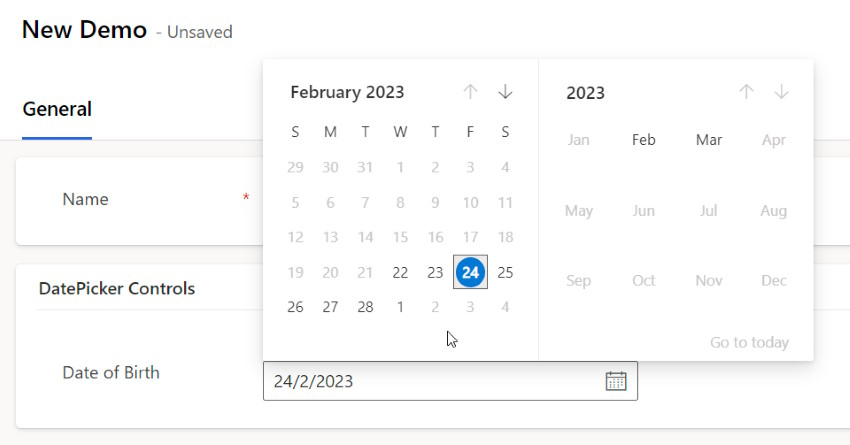 New Demo - Unsaved
General
Name *
DatePicker Controls
Date of Birth
24/2/2023
February 2023
S M T W T F S
29 30 31 1 2 3 4
5 6 7 8 9 10 11
12 13 14 15 16 17 18
19 20 21 22 23 24 25
26 27 28 1 2 3 4
2023
Jan Feb Mar Apr
May Jun Jul Aug
Sep Oct Nov Dec
Go to today